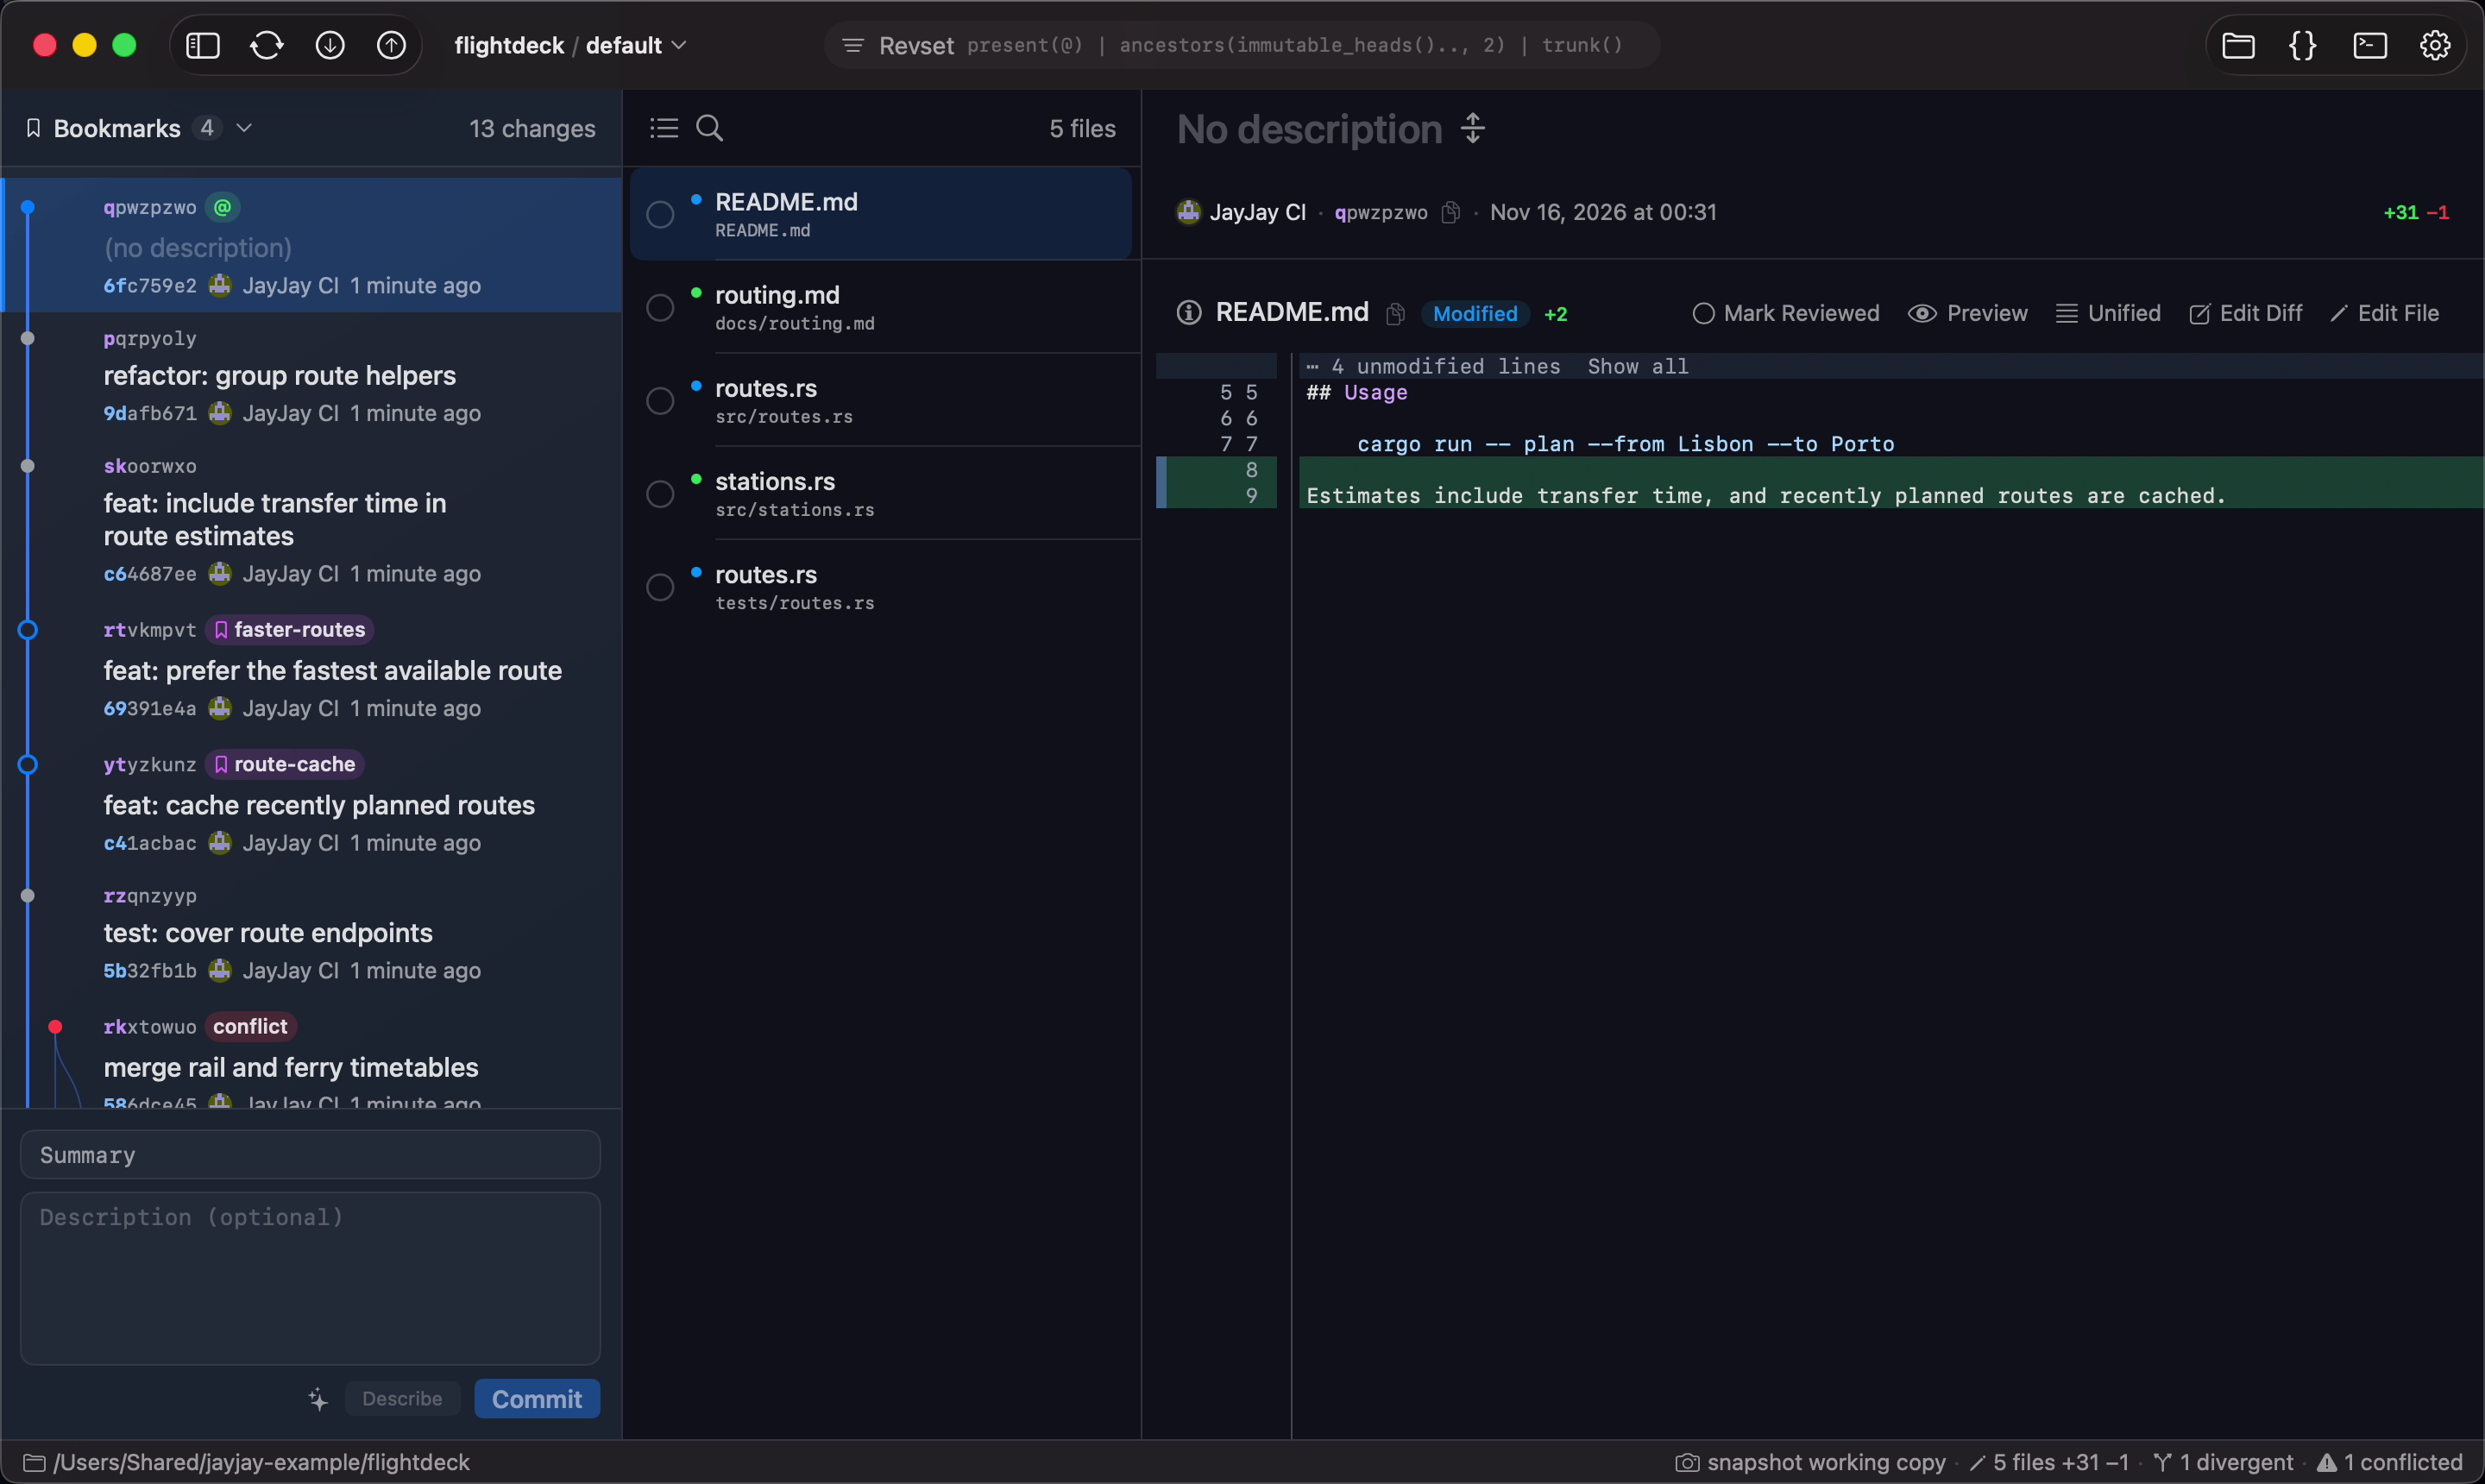 flightdeck / default
Revset present(@) | ancestors(immutable_heads().., 2) | trunk()
Bookmarks 4
13 changes
qpwzpzwo @
(no description)
6fc759e2 JayJay CI 1 minute ago
pqrpyoly
refactor: group route helpers
9dafb671 JayJay CI 1 minute ago
skoorwxo
feat: include transfer time in
route estimates
c64687ee JayJay CI 1 minute ago
rtvkmpvt faster-routes
feat: prefer the fastest available route
69391e4a JayJay CI 1 minute ago
ytyzkunz route-cache
feat: cache recently planned routes
c41acbac JayJay CI 1 minute ago
rzqnzyyp
test: cover route endpoints
5b32fb1b JayJay CI 1 minute ago
rkxtowuo conflict
merge rail and ferry timetables
586dce45 JayJay CI 1 minute ago
Summary
Description (optional)
Describe
Commit
5 files
README.md
README.md
routing.md
docs/routing.md
routes.rs
src/routes.rs
stations.rs
src/stations.rs
routes.rs
tests/routes.rs
No description
JayJay CI · qpwzpzwo · Nov 16, 2026 at 00:31
+31 −1
README.md Modified +2
Mark Reviewed Preview Unified Edit Diff Edit File
⋯ 4 unmodified lines Show all
5 5 ## Usage
6 6
7 7 cargo run -- plan --from Lisbon --to Porto
8
9 Estimates include transfer time, and recently planned routes are cached.
/Users/Shared/jayjay-example/flightdeck
snapshot working copy · 5 files +31 −1 · 1 divergent · 1 conflicted